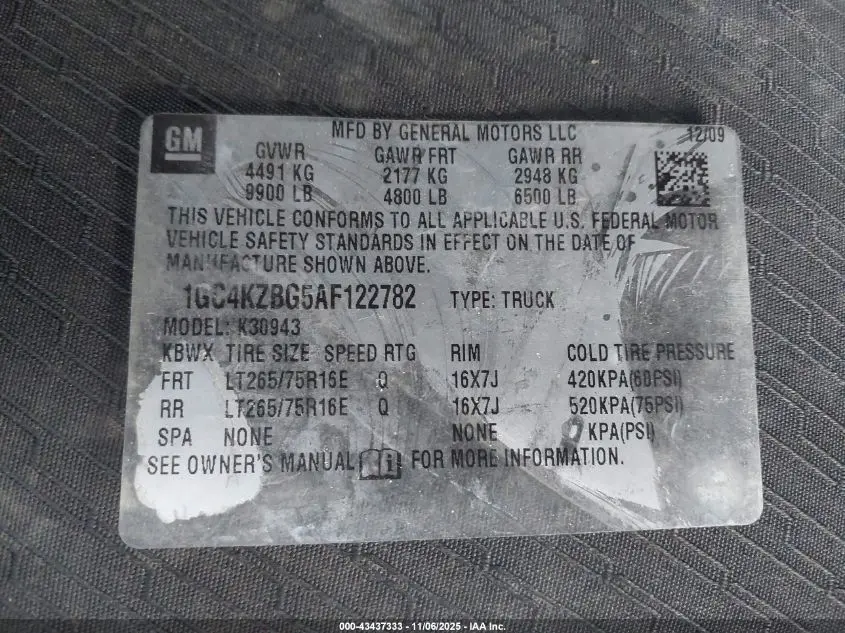 GM
MFD BY GENERAL MOTORS LLC 12/09
GVWR GAWR FRT GAWR RR
4491 KG 2177 KG 2948 KG
9900 LB 4800 LB 6500 LB
THIS VEHICLE CONFORMS TO ALL APPLICABLE U.S. FEDERAL MOTOR
VEHICLE SAFETY STANDARDS IN EFFECT ON THE DATE OF
MANUFACTURE SHOWN ABOVE.
1GC4KZBG5AF122782 TYPE: TRUCK
MODEL: K30943
KBWX TIRE SIZE SPEED RTG RIM COLD TIRE PRESSURE
FRT LT265/75R16E Q 16X7J 420KPA(60PSI)
RR LT265/75R16E Q 16X7J 520KPA(75PSI)
SPA NONE NONE KPA(PSI)
SEE OWNER'S MANUAL FOR MORE INFORMATION.
000-43437333 - 11/06/2025 - IAA Inc.